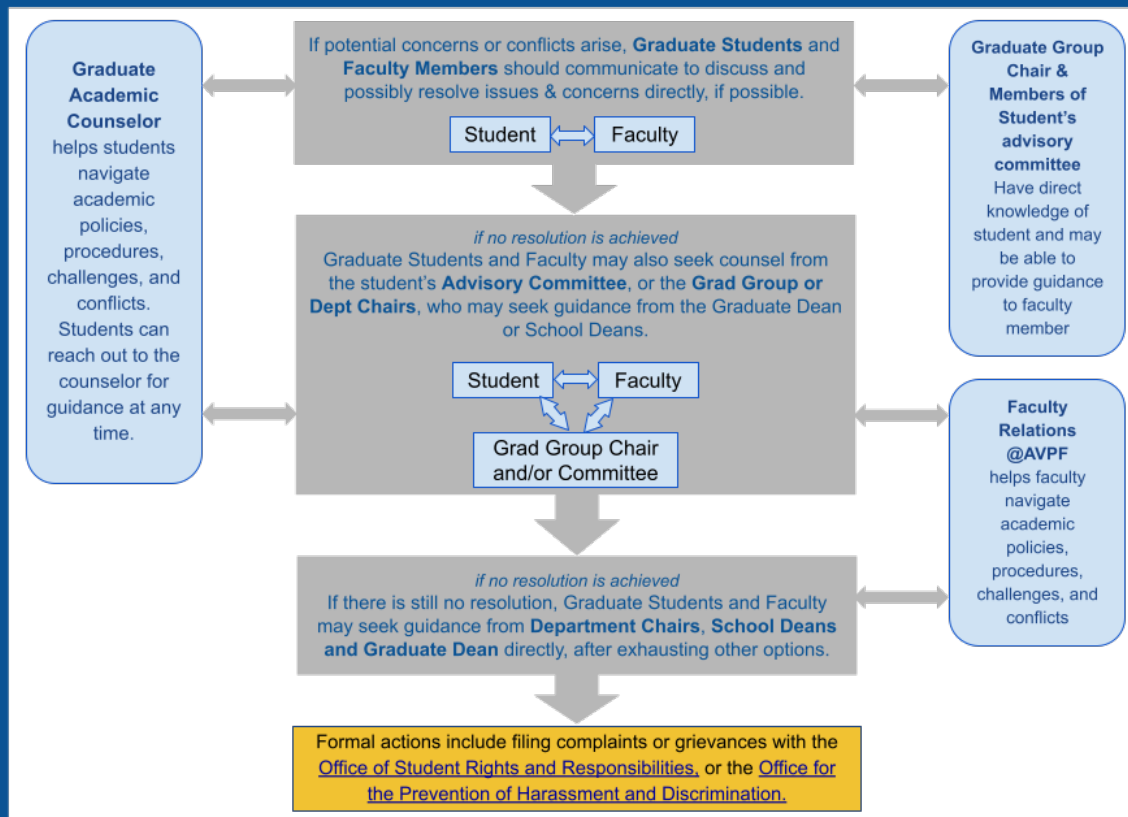 Graduate
Academic
Counselor
helps students
navigate
academic
policies,
procedures,
challenges, and
conflicts.
Students can
reach out to the
counselor for
guidance at any
time.
If potential concerns or conflicts arise, Graduate Students and
Faculty Members should communicate to discuss and
possibly resolve issues & concerns directly, if possible.
Student
Faculty
if no resolution is achieved
Graduate Students and Faculty may also seek counsel from
the student's Advisory Committee, or the Grad Group or
Dept Chairs, who may seek guidance from the Graduate Dean
or School Deans.
Student
Faculty
Grad Group Chair
and/or Committee
if no resolution is achieved
If there is still no resolution, Graduate Students and Faculty
may seek guidance from Department Chairs, School Deans
and Graduate Dean directly, after exhausting other options.
Formal actions include filing complaints or grievances with the
Office of Student Rights and Responsibilities, or the Office for
the Prevention of Harassment and Discrimination.
Graduate Group
Chair &
Members of
Student's
advisory
committee
Have direct
knowledge of
student and may
be able to
provide guidance
to faculty
member
Faculty
Relations
@AVPF
helps faculty
navigate
academic
policies,
procedures,
challenges, and
conflicts